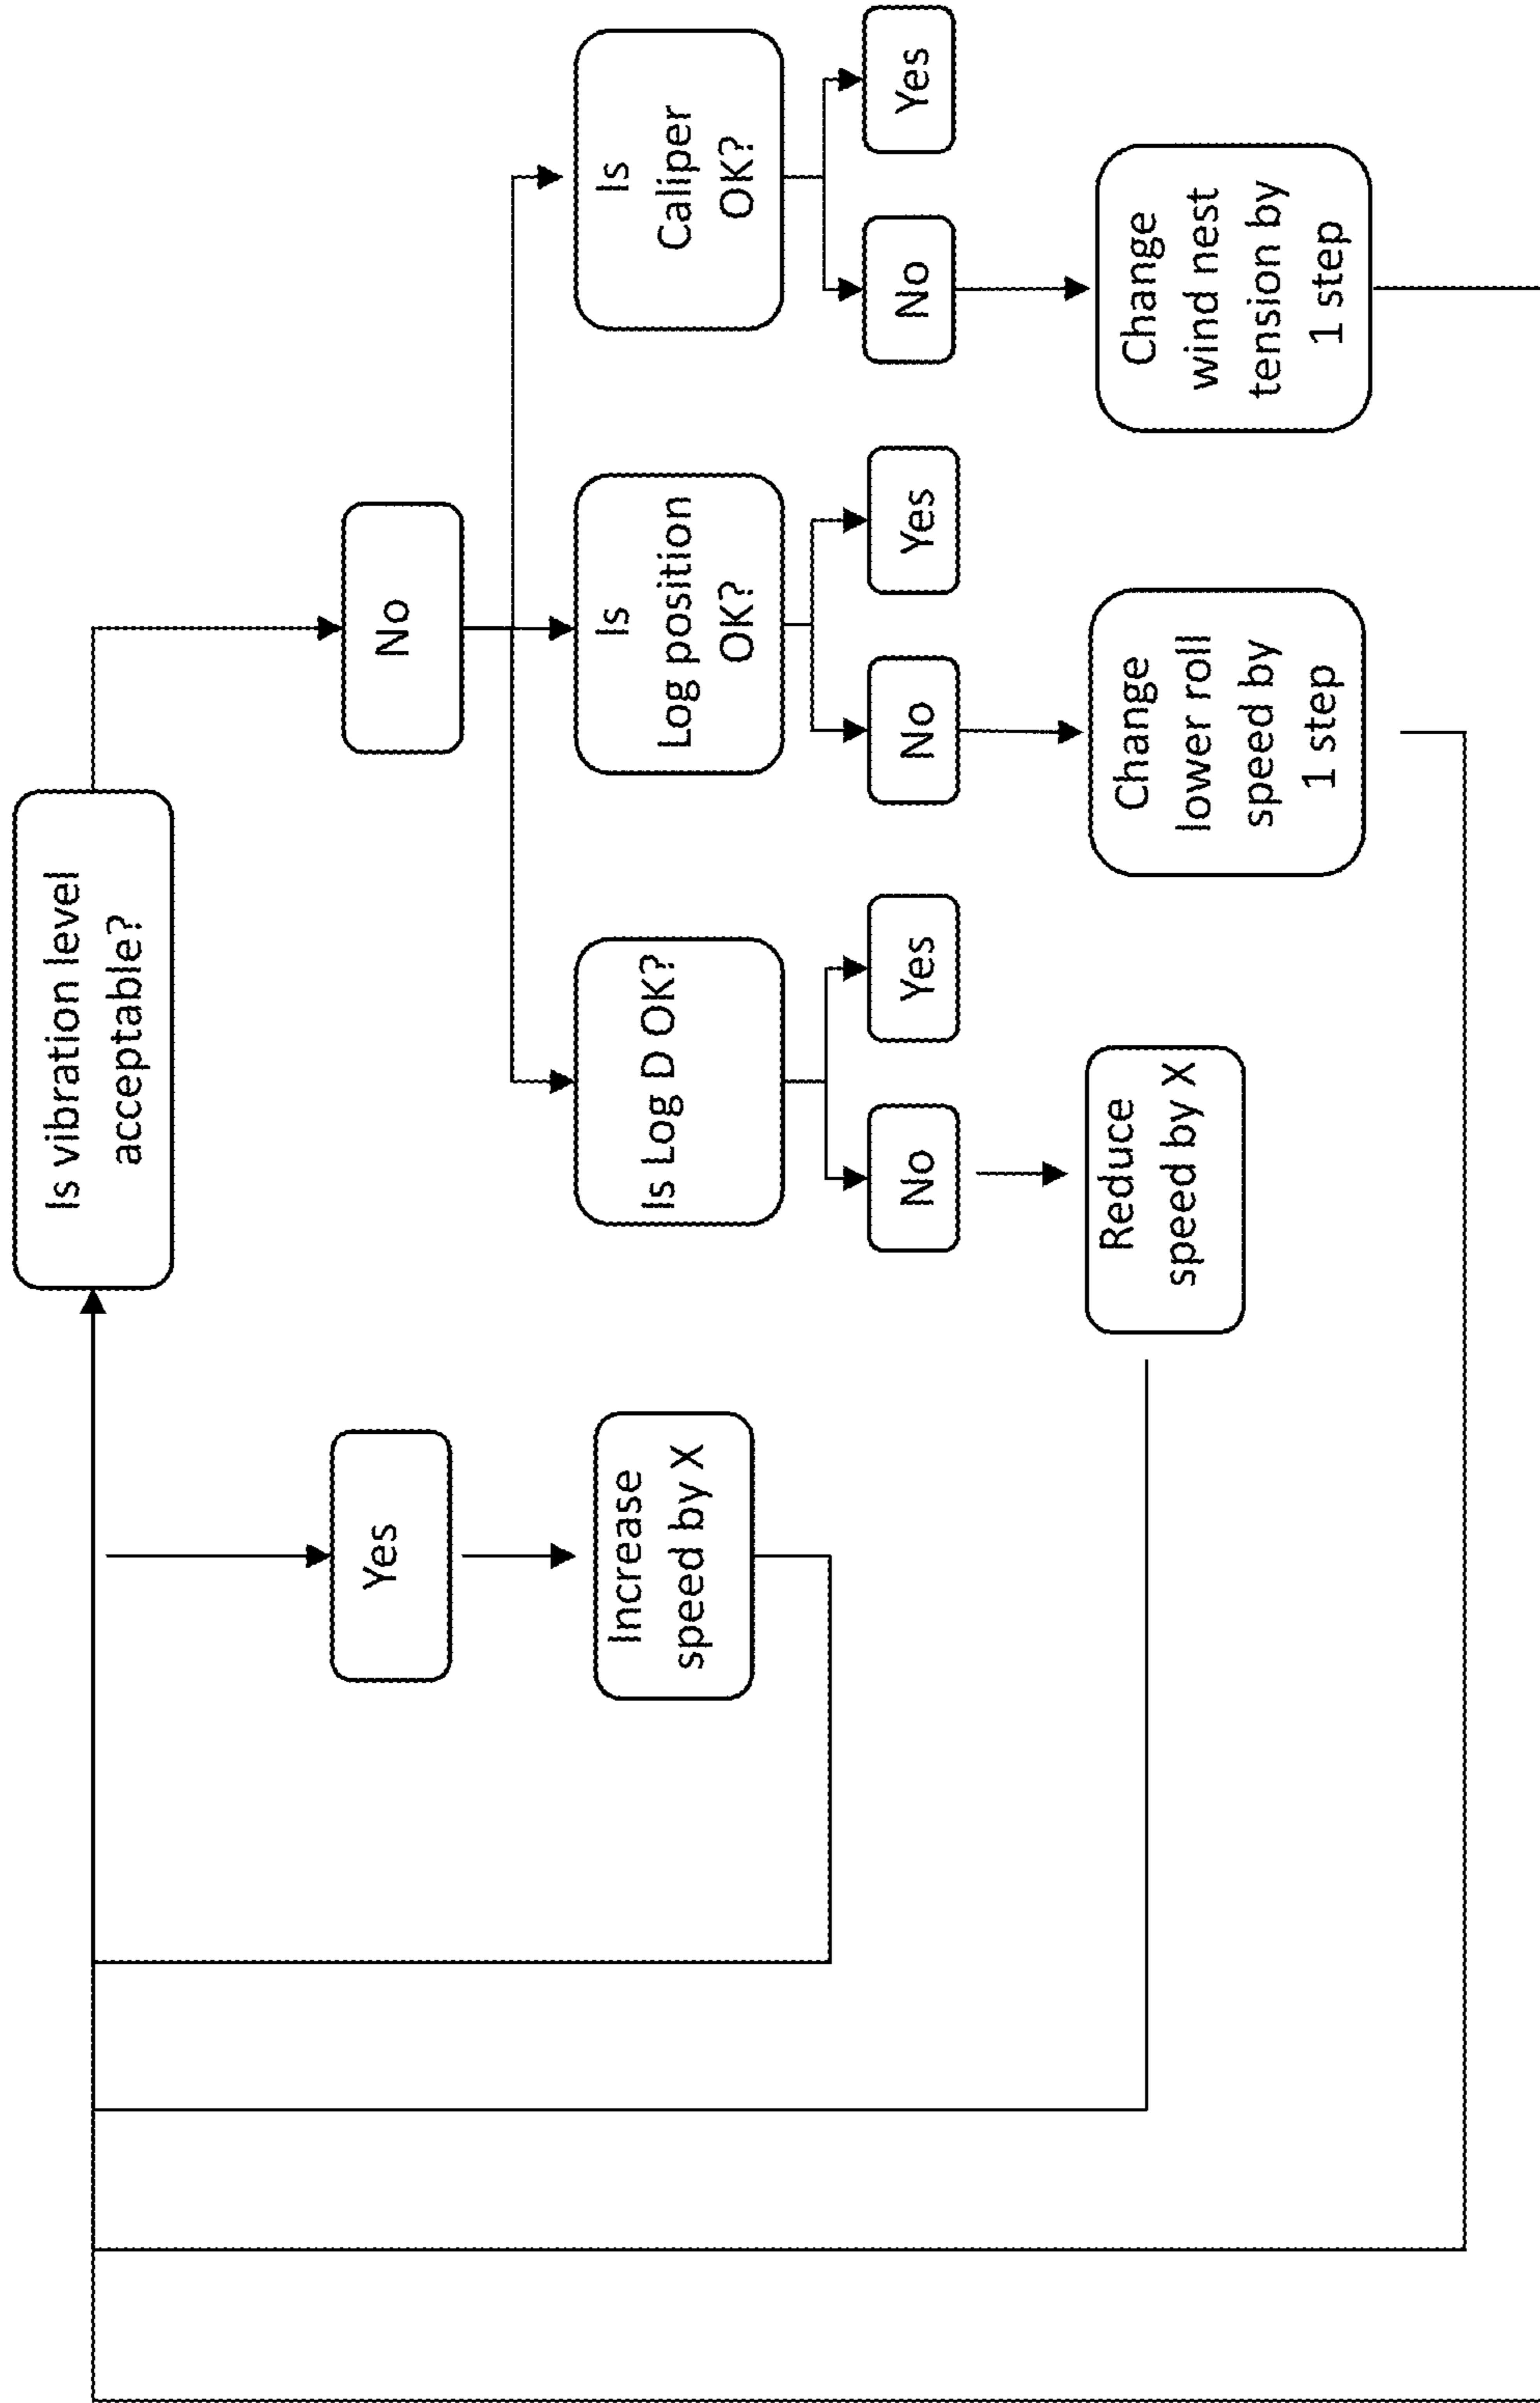 Is vibration level
acceptable?
Yes
No
Increase
speed by X
Is Log D OK?
Is
Log position
OK?
Is
Caliper
OK?
No
Yes
No
Yes
No
Yes
Reduce
speed by X
Change
lower roll
speed by
1 step
Change
wind nest
tension by
1 step